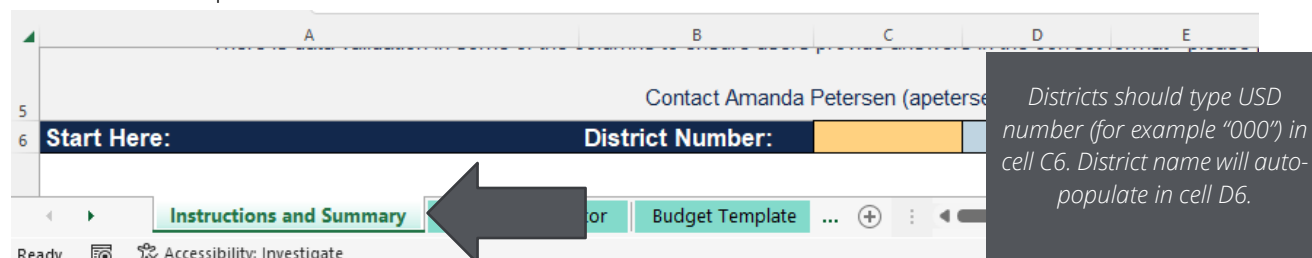 A B C D E
5 Contact Amanda Petersen (apeterse
6 Start Here: District Number:
Districts should type USD
number (for example “000”) in
cell C6. District name will auto-
populate in cell D6.
Instructions and Summary tor Budget Template ...
Ready Accessibility: Investigate